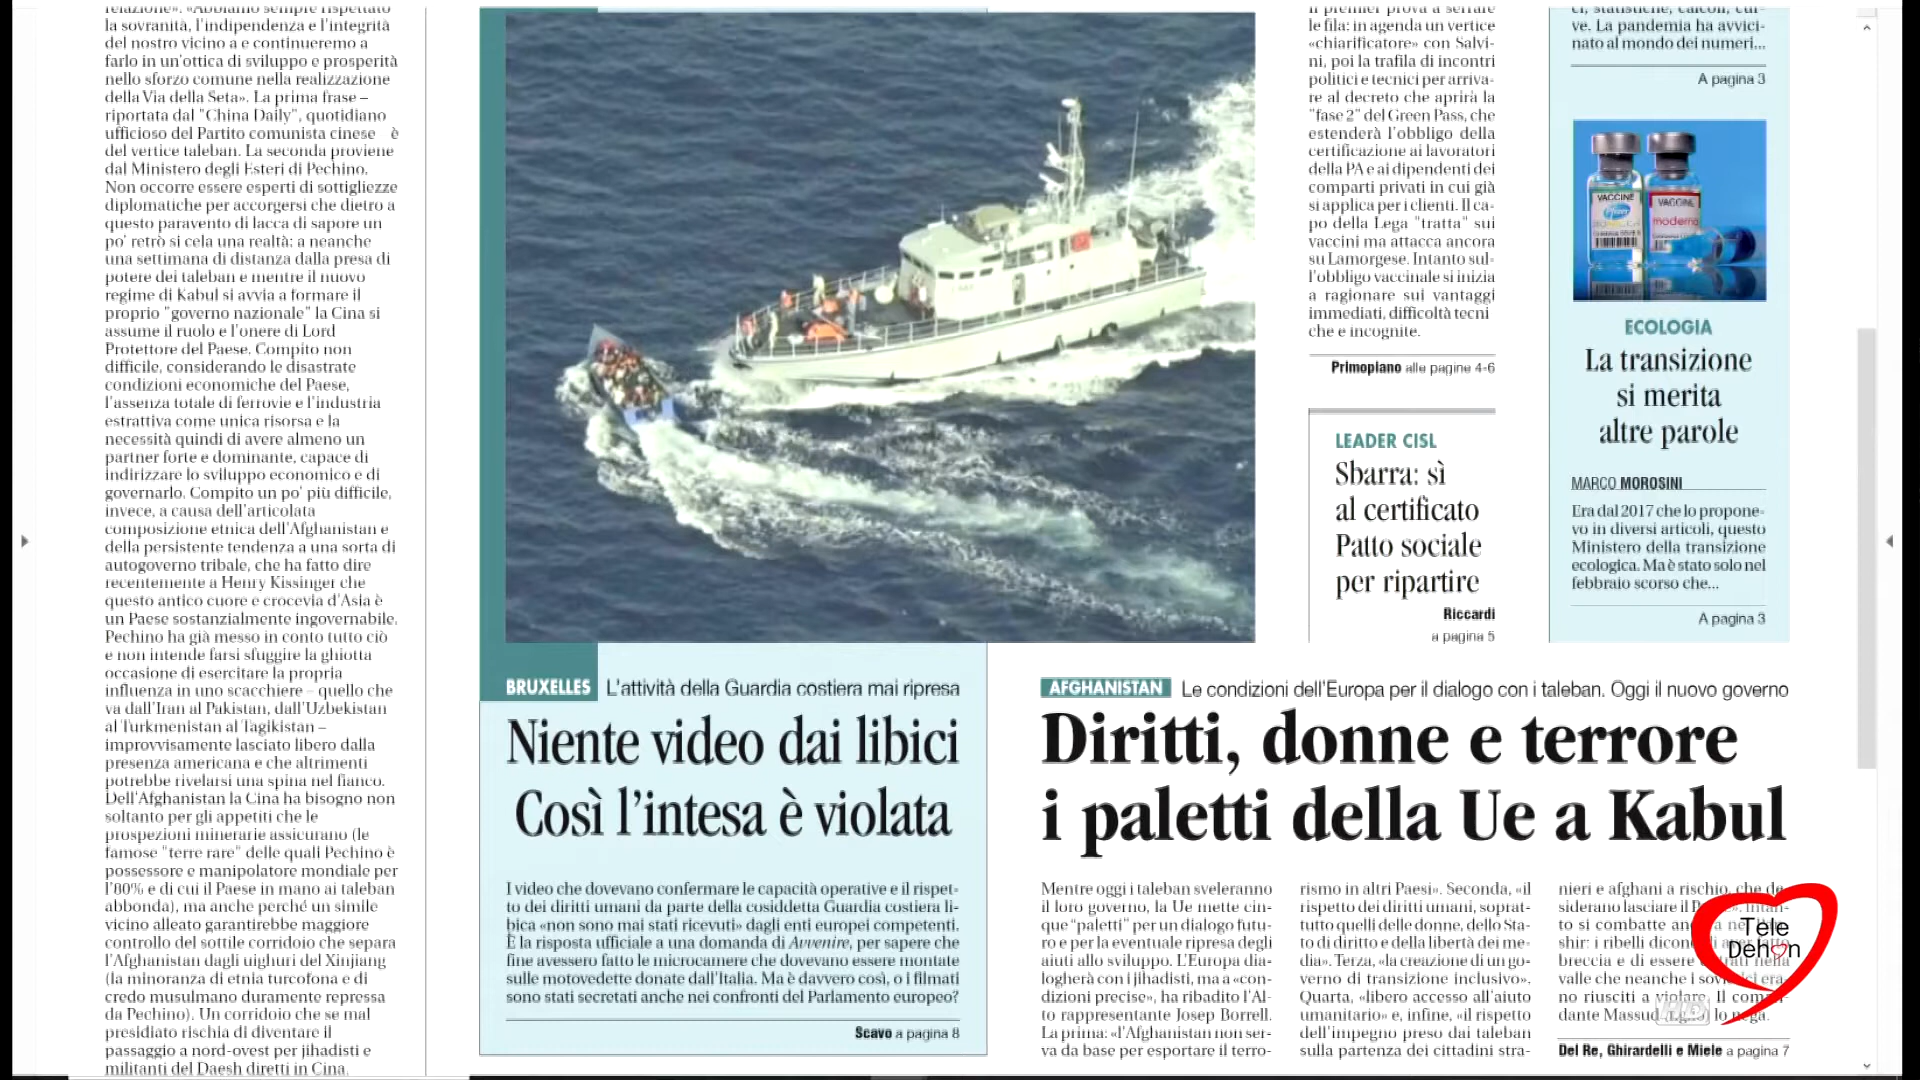 relazione». «Abbiamo sempre rispettato
la sovranità, l'indipendenza e l'integrità
del nostro vicino a e continueremo a
farlo in un'ottica di sviluppo e prosperità
nello sforzo comune nella realizzazione
della Via della Seta». La prima frase –
riportata dal "China Daily", quotidiano
ufficioso del Partito comunista cinese è
del vertice taleban. La seconda proviene
dal Ministero degli Esteri di Pechino.
Non occorre essere esperti di sottigliezze
diplomatiche per accorgersi che dietro a
questo paravento di lacca di sapore un
po' retrò si cela una realtà: a neanche
una settimana di distanza dalla presa di
potere dei taleban e mentre il nuovo
regime di Kabul si avvia a formare il
proprio "governo nazionale" la Cina si
assume il ruolo e l'onere di Lord
Protettore del Paese. Compito non
difficile, considerando le disastrate
condizioni economiche del Paese,
l'assenza totale di ferrovie e l'industria
estrattiva come unica risorsa e la
necessità quindi di avere almeno un
partner forte e dominante, capace di
indirizzare lo sviluppo economico e di
governarlo. Compito un po' più difficile,
invece, a causa dell'articolata
composizione etnica dell'Afghanistan e
della persistente tendenza a una sorta di
autogoverno tribale, che ha fatto dire
recentemente a Henry Kissinger che
questo antico cuore e crocevia d'Asia è
un Paese sostanzialmente ingovernabile.
Pechino ha già messo in conto tutto ciò
e non intende farsi sfuggire la ghiotta
occasione di esercitare la propria
influenza in uno scacchiere – quello che
va dall'Iran al Pakistan, dall'Uzbekistan
al Turkmenistan al Tagikistan –
improvvisamente lasciato libero dalla
presenza americana e che altrimenti
potrebbe rivelarsi una spina nel fianco.
Dell'Afghanistan la Cina ha bisogno non
soltanto per gli appetiti che le
prospezioni minerarie assicurano (le
famose "terre rare" delle quali Pechino è
possessore e manipolatore mondiale per
l'80% e di cui il Paese in mano ai taleban
abbonda), ma anche perché un simile
vicino alleato garantirebbe maggiore
controllo del sottile corridoio che separa
l'Afghanistan dagli uighuri del Xinjiang
(la minoranza di etnia turcofona e di
credo musulmano duramente repressa
da Pechino). Un corridoio che se mal
presidiato rischia di diventare il
passaggio a nord-ovest per jihadisti e
militanti del Daesh diretti in Cina.
il premier prova a serrare
le fila: in agenda un vertice
«chiarificatore» con Salvi-
ni, poi la trafila di incontri
politici e tecnici per arriva-
re al decreto che aprirà la
"fase 2" del Green Pass, che
estenderà l'obbligo della
certificazione ai lavoratori
della PA e ai dipendenti dei
comparti privati in cui già
si applica per i clienti. Il ca-
po della Lega "tratta" sui
vaccini ma attacca ancora
su Lamorgese. Intanto sul-
l'obbligo vaccinale si inizia
a ragionare sui vantaggi
immediati, difficoltà tecni
che e incognite.
Primopiano alle pagine 4-6
LEADER CISL
Sbarra: sì
al certificato
Patto sociale
per ripartire
Riccardi
a pagina 5
ci, statistiche, calcoli, cur-
ve. La pandemia ha avvici-
nato al mondo dei numeri...
A pagina 3
VACCINE
Pfizer
VACCINE
moderna
ECOLOGIA
La transizione
si merita
altre parole
MARCO MOROSINI
Era dal 2017 che lo propone-
vo in diversi articoli, questo
Ministero della transizione
ecologica. Ma è stato solo nel
febbraio scorso che...
A pagina 3
BRUXELLES L'attività della Guardia costiera mai ripresa
Niente video dai libici
Così l'intesa è violata
I video che dovevano confermare le capacità operative e il rispet-
to dei diritti umani da parte della cosiddetta Guardia costiera li-
bica «non sono mai stati ricevuti» dagli enti europei competenti.
È la risposta ufficiale a una domanda di Avvenire, per sapere che
fine avessero fatto le microcamere che dovevano essere montate
sulle motovedette donate dall'Italia. Ma è davvero così, o i filmati
sono stati secretati anche nei confronti del Parlamento europeo?
Scavo a pagina 8
AFGHANISTAN Le condizioni dell'Europa per il dialogo con i taleban. Oggi il nuovo governo
Diritti, donne e terrore
i paletti della Ue a Kabul
Mentre oggi i taleban sveleranno
il loro governo, la Ue mette cin-
que "paletti" per un dialogo futu-
ro e per la eventuale ripresa degli
aiuti allo sviluppo. L'Europa dia-
logherà con i jihadisti, ma a «con-
dizioni precise», ha ribadito l'Al-
to rappresentante Josep Borrell.
La prima: «l'Afghanistan non ser-
va da base per esportare il terro-
rismo in altri Paesi». Seconda, «il
rispetto dei diritti umani, soprat-
tutto quelli delle donne, dello Sta-
to di diritto e della libertà dei me-
dia». Terza, «la creazione di un go-
verno di transizione inclusivo».
Quarta, «libero accesso all'aiuto
umanitario» e, infine, «il rispetto
dell'impegno preso dai taleban
sulla partenza dei cittadini stra-
nieri e afghani a rischio, che de-
siderano lasciare il
to si combatte
shir: i ribelli dicono
breccia e di essere
valle che neanche i
no riusciti a violare. Il
dante Massud lo nega.
Del Re, Ghirardelli e Miele a pagina 7
Tele
Dehon
HD